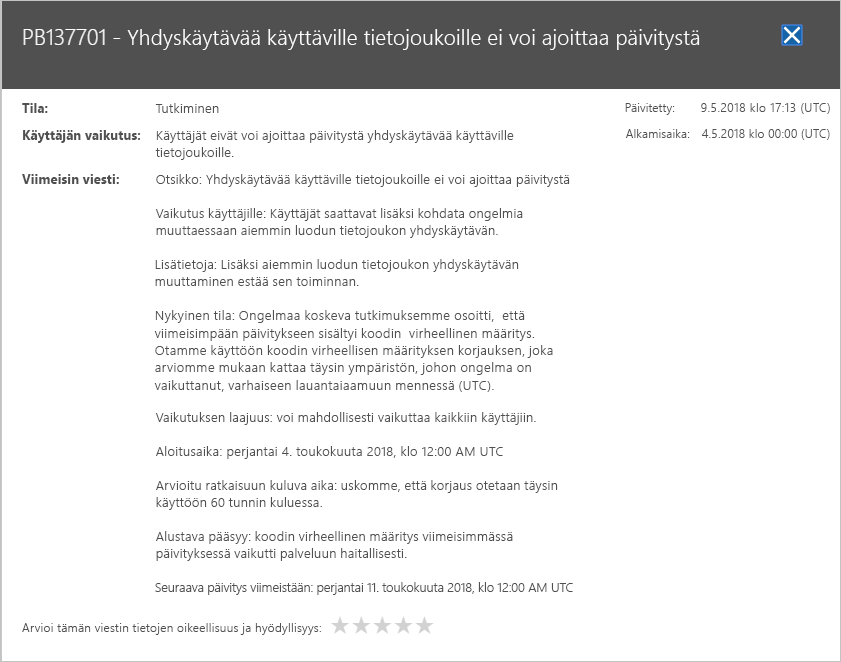 PB137701 - Yhdyskäytävää käyttäville tietojoukoille ei voi ajoittaa päivitystä
Tila: Tutkiminen Päivitetty: 9.5.2018 klo 17:13 (UTC)
Käyttäjän vaikutus: Käyttäjät eivät voi ajoittaa päivitystä yhdyskäytävää käyttäville Alkamisaika: 4.5.2018 klo 00:00 (UTC)
tietojoukoille.
Viimeisin viesti: Otsikko: Yhdyskäytävää käyttäville tietojoukoille ei voi ajoittaa päivitystä
Vaikutus käyttäjille: Käyttäjät saattavat lisäksi kohdata ongelmia
muuttaessaan aiemmin luodun tietojoukon yhdyskäytävän.
Lisätietoja: Lisäksi aiemmin luodun tietojoukon yhdyskäytävän
muuttaminen estää sen toiminnan.
Nykyinen tila: Ongelmaa koskeva tutkimuksemme osoitti, että
viimeisimpään päivitykseen sisältyi koodin virheellinen määritys.
Otamme käyttöön koodin virheellisen määrityksen korjauksen, joka
arviomme mukaan kattaa täysin ympäristön, johon ongelma on
vaikuttanut, varhaiseen lauantaiaamuun mennessä (UTC).
Vaikutuksen laajuus: voi mahdollisesti vaikuttaa kaikkiin käyttäjiin.
Aloitusaika: perjantai 4. toukokuuta 2018, klo 12:00 AM UTC
Arvioitu ratkaisuun kuluva aika: uskomme, että korjaus otetaan täysin
käyttöön 60 tunnin kuluessa.
Alustava pääsyy: koodin virheellinen määritys viimeisimmässä
päivityksessä vaikutti palveluun haitallisesti.
Seuraava päivitys viimeistään: perjantai 11. toukokuuta 2018, klo 12:00 AM UTC
Arvioi tämän viestin tietojen oikeellisuus ja hyödyllisyys: